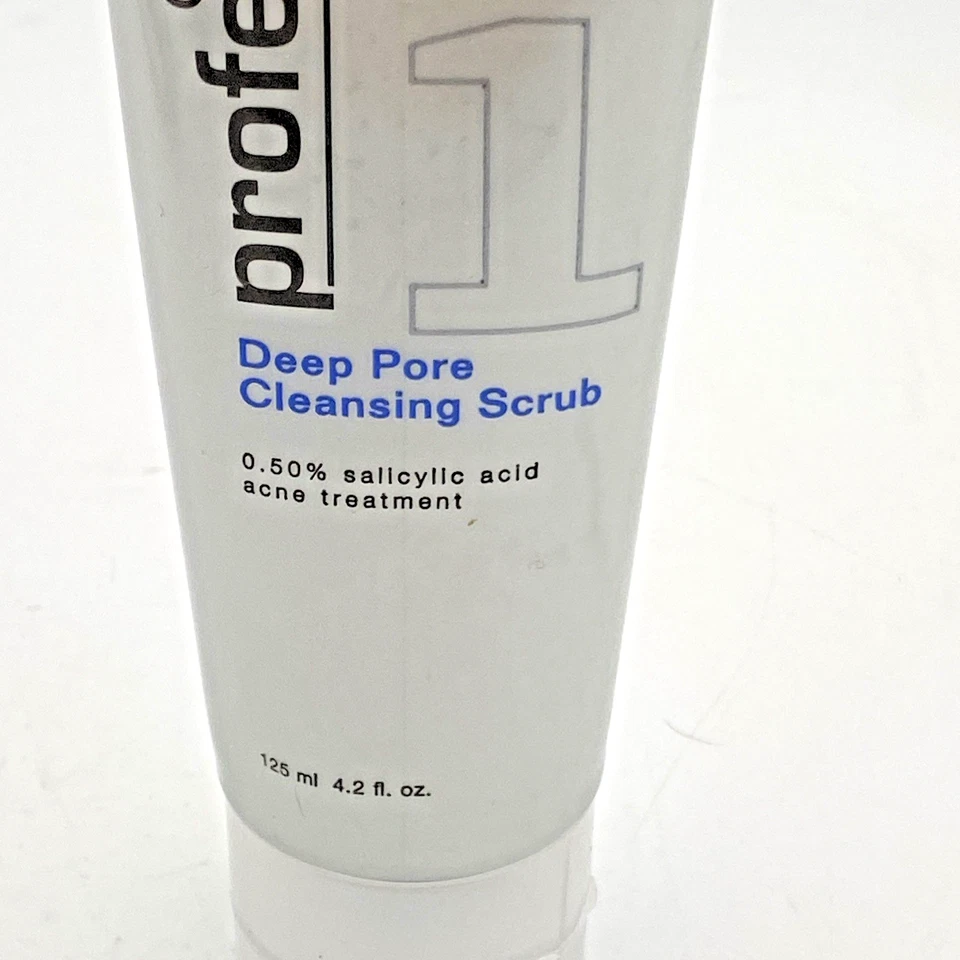 profe
1
Deep Pore
Cleansing Scrub
0.50% salicylic acid
acne treatment
125 ml 4.2 fl. oz.